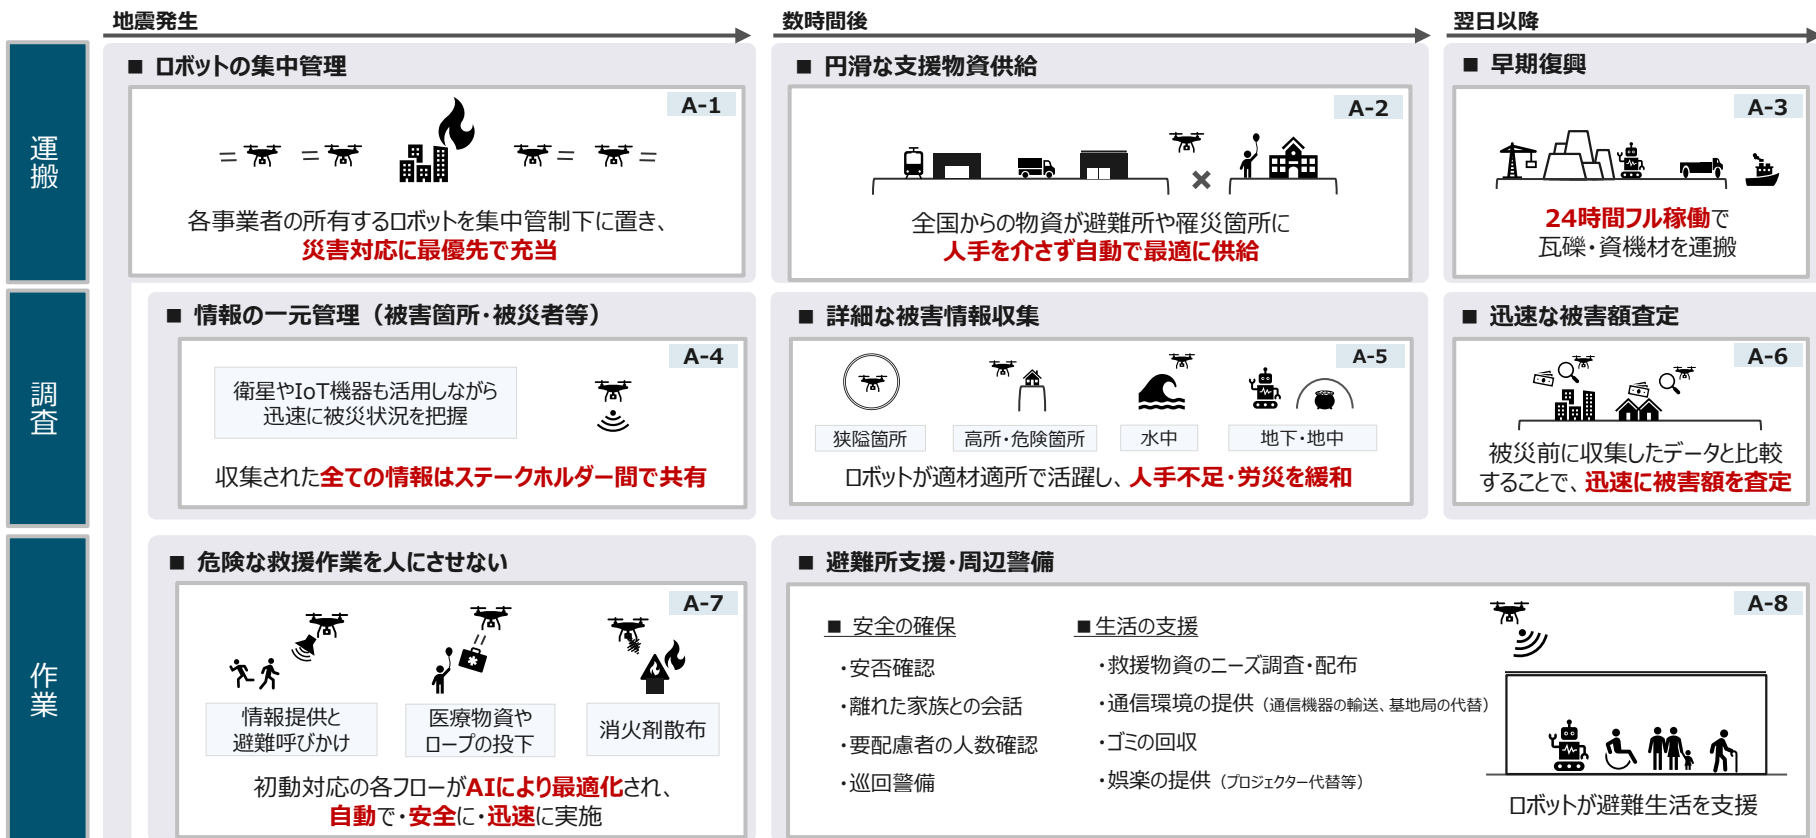 地震発生
数時間後
翌日以降
運搬
■ ロボットの集中管理
A-1
各事業者の所有するロボットを集中管制下に置き、
災害対応に最優先で充当
■ 円滑な支援物資供給
A-2
全国からの物資が避難所や罹災箇所に
人手を介さず自動で最適に供給
■ 早期復興
A-3
24時間フル稼働で
瓦礫・資機材を運搬
調査
■ 情報の一元管理（被害箇所・被災者等）
A-4
衛星やIoT機器も活用しながら
迅速に被災状況を把握
収集された全ての情報はステークホルダー間で共有
■ 詳細な被害情報収集
A-5
狭隘箇所
高所・危険箇所
水中
地下・地中
ロボットが適材適所で活躍し、人手不足・労災を緩和
■ 迅速な被害額査定
A-6
被災前に収集したデータと比較
することで、迅速に被害額を査定
作業
■ 危険な救援作業を人にさせない
A-7
情報提供と
避難呼びかけ
医療物資や
ロープの投下
消火剤散布
初動対応の各フローがAIにより最適化され、
自動で・安全に・迅速に実施
■ 避難所支援・周辺警備
A-8
■ 安全の確保
・安否確認
・離れた家族との会話
・要配慮者の人数確認
・巡回警備
■生活の支援
・救援物資のニーズ調査・配布
・通信環境の提供（通信機器の輸送、基地局の代替）
・ゴミの回収
・娯楽の提供（プロジェクター代替等）
ロボットが避難生活を支援